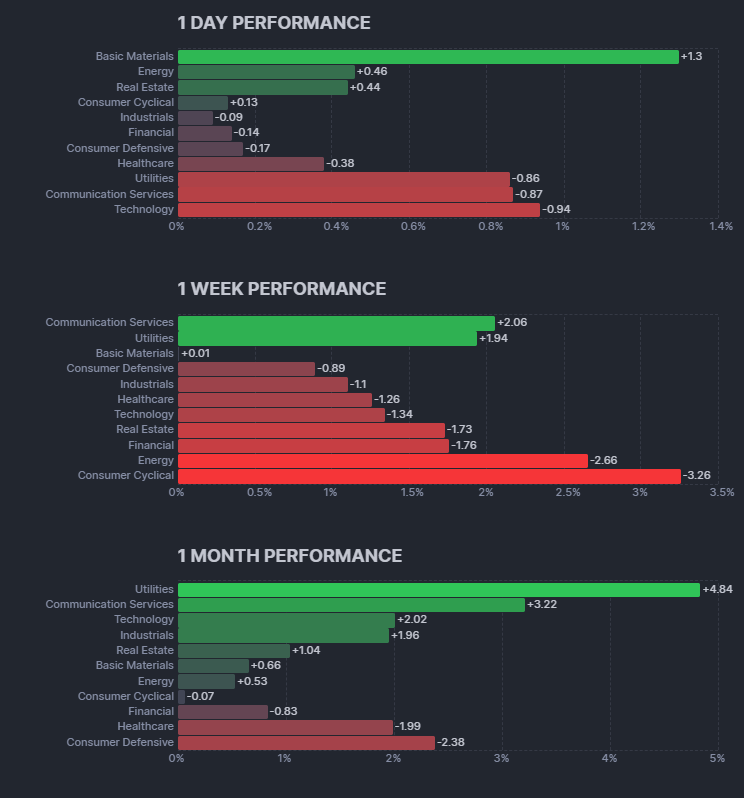 1 DAY PERFORMANCE
Basic Materials +1.3
Energy +0.46
Real Estate +0.44
Consumer Cyclical +0.13
Industrials -0.09
Financial -0.14
Consumer Defensive -0.17
Healthcare -0.38
Utilities -0.86
Communication Services -0.87
Technology -0.94
0% 0.2% 0.4% 0.6% 0.8% 1% 1.2% 1.4%
1 WEEK PERFORMANCE
Communication Services +2.06
Utilities +1.94
Basic Materials +0.01
Consumer Defensive -0.89
Industrials -1.1
Healthcare -1.26
Technology -1.34
Real Estate -1.73
Financial -1.76
Energy -2.66
Consumer Cyclical -3.26
0% 0.5% 1% 1.5% 2% 2.5% 3% 3.5%
1 MONTH PERFORMANCE
Utilities +4.84
Communication Services +3.22
Technology +2.02
Industrials +1.96
Real Estate +1.04
Basic Materials +0.66
Energy +0.53
Consumer Cyclical -0.07
Financial -0.83
Healthcare -1.99
Consumer Defensive -2.38
0% 1% 2% 3% 4% 5%